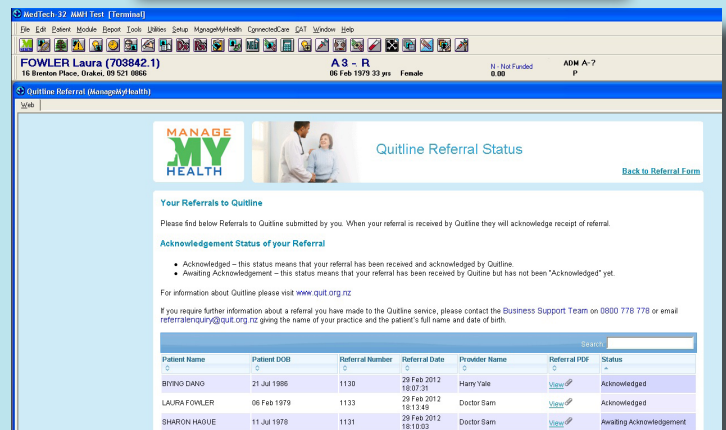 MedTech-32 MMH Test [Terminal]
File Edit Patient Module Report Tools Utilities Setup ManageMyHealth ConnectedCare CAT Window Help
FOWLER Laura (703842.1) A 3 -. R N - Not Funded ADM A-?
16 Brenton Place, Orakei, 09 521 0866 06 Feb 1979 33 yrs Female 0.00 P
Quitline Referral (ManageMyHealth)
Web
MANAGE
MY
HEALTH
Quitline Referral Status
Back to Referral Form
Your Referrals to Quitline
Please find below Referrals to Quitline submitted by you. When your referral is received by Quitline they will acknowledge receipt of referral.
Acknowledgement Status of your Referral
• Acknowledged – this status means that your referral has been received and acknowledged by Quitline.
• Awaiting Acknowledgement – this status means that your referral has been received by Quitine but has not been "Acknowledged" yet.
For information about Quitline please visit www.quit.org.nz
If you require further information about a referral you have made to the Quitline service, please contact the Business Support Team on 0800 778 778 or email
referralenquiry@quit.org.nz giving the name of your practice and the patient's full name and date of birth.
Search:
Patient Name Patient DOB Referral Number Referral Date Provider Name Referral PDF Status
BIYING DANG 21 Jul 1986 1130 29 Feb 2012 18:07:31 Harry Yale View Acknowledged
LAURA FOWLER 06 Feb 1979 1133 29 Feb 2012 18:13:49 Doctor Sam View Acknowledged
SHARON HAGUE 11 Jul 1978 1131 29 Feb 2012 18:10:03 Doctor Sam View Awaiting Acknowledgement